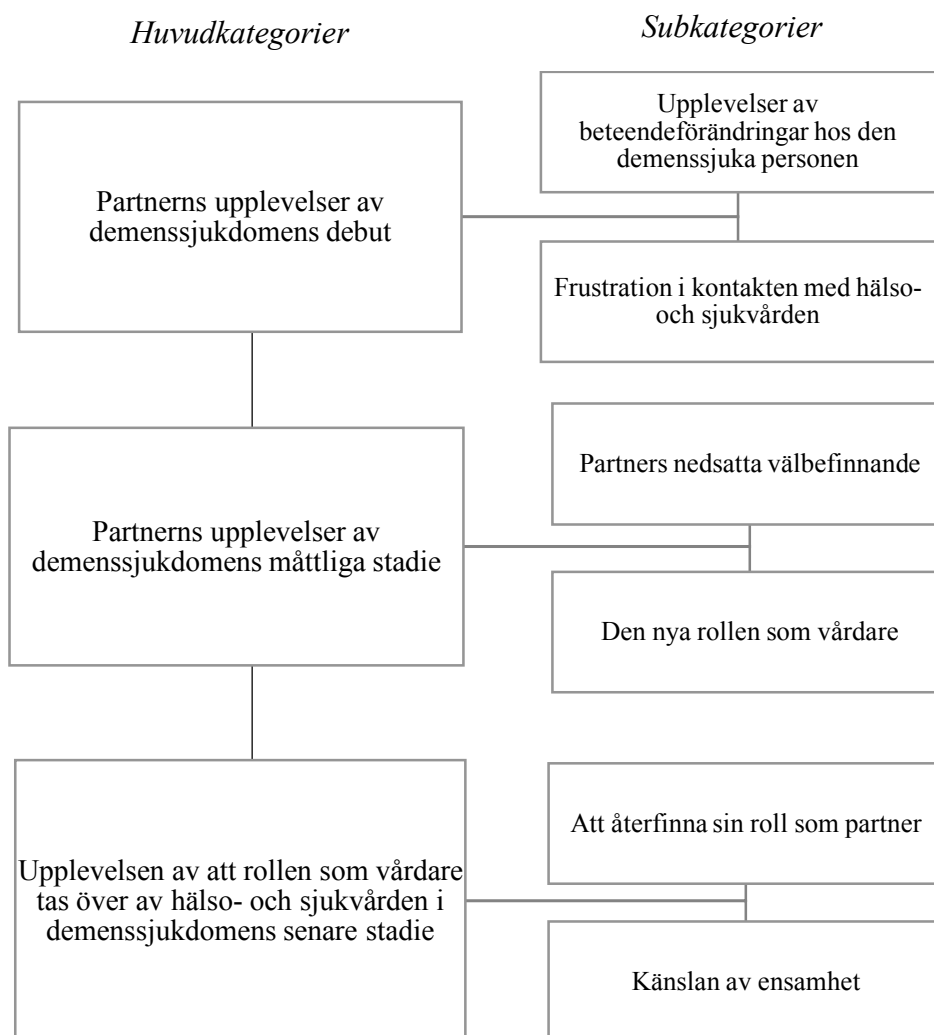 Huvudkategorier
Subkategorier
Partnerns upplevelser av
demenssjukdomens debut
Upplevelser av
beteendeförändringar hos den
demenssjuka personen
Frustration i kontakten med hälso-
och sjukvården
Partnerns upplevelser av
demenssjukdomens måttliga stadie
Partners nedsatta välbefinnande
Den nya rollen som vårdare
Upplevelsen av att rollen som vårdare
tas över av hälso- och sjukvården i
demenssjukdomens senare stadie
Att återfinna sin roll som partner
Känslan av ensamhet